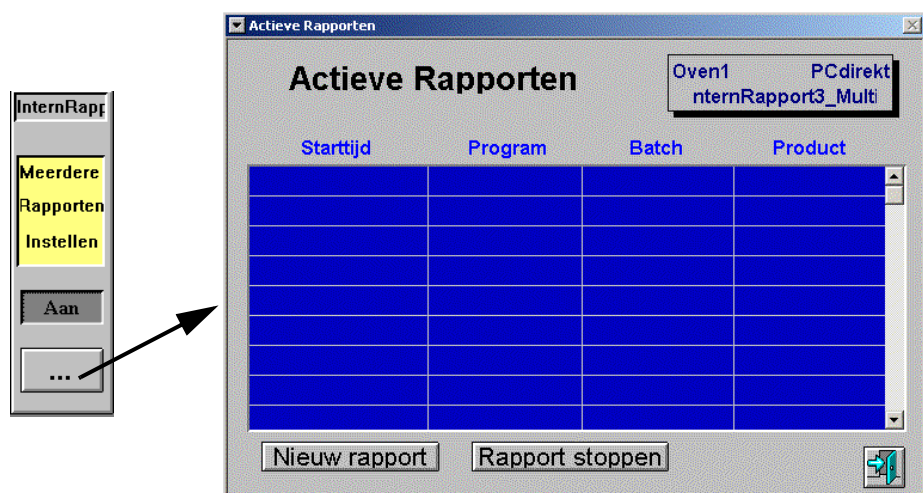 InternRapp
Meerdere
Rapporten
Instellen
Aan
...
Actieve Rapporten
Actieve Rapporten
Oven1 PCdirekt
nternRapport3_Multi
Starttijd Program Batch Product
Nieuw rapport Rapport stoppen